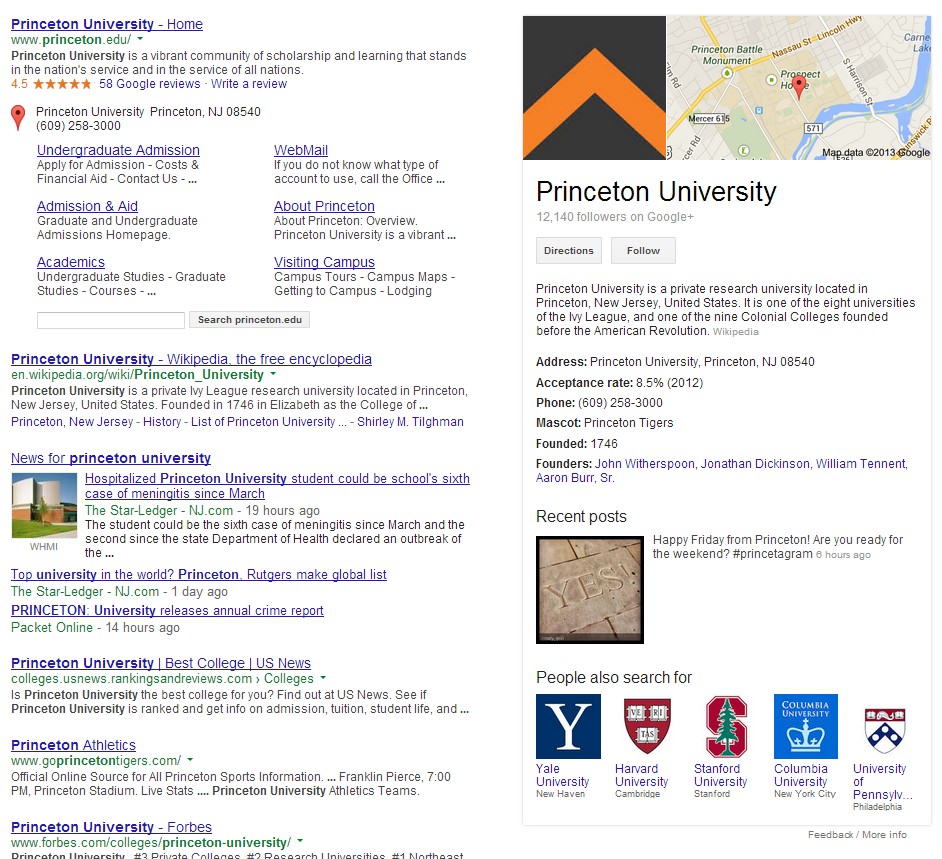 Princeton University - Home
www.princeton.edu/
Princeton University is a vibrant community of scholarship and learning that stands
in the nation's service and in the service of all nations.
4.5 ★★★★★ 58 Google reviews · Write a review
Princeton University Princeton, NJ 08540
(609) 258-3000
Undergraduate Admission
Apply for Admission - Costs &
Financial Aid - Contact Us - ...
WebMail
If you do not know what type of
account to use, call the Office ...
Admission & Aid
Graduate and Undergraduate
Admissions Homepage.
About Princeton
About Princeton: Overview.
Princeton University is a vibrant ...
Academics
Undergraduate Studies - Graduate
Studies - Courses - ...
Visiting Campus
Campus Tours - Campus Maps -
Getting to Campus - Lodging
Search princeton.edu
Princeton University - Wikipedia, the free encyclopedia
en.wikipedia.org/wiki/Princeton_University
Princeton University is a private Ivy League research university located in Princeton,
New Jersey, United States. Founded in 1746 in Elizabeth as the College of ...
Princeton, New Jersey - History - List of Princeton University ... - Shirley M. Tilghman
News for princeton university
Hospitalized Princeton University student could be school's sixth
case of meningitis since March
The Star-Ledger - NJ.com - 19 hours ago
The student could be the sixth case of meningitis since March and the
second since the state Department of Health declared an outbreak of
the ...
WHMI
Top university in the world? Princeton, Rutgers make global list
The Star-Ledger - NJ.com - 1 day ago
PRINCETON: University releases annual crime report
Packet Online - 14 hours ago
Princeton University | Best College | US News
colleges.usnews.rankingsandreviews.com › Colleges
Is Princeton University the best college for you? Find out at US News. See if
Princeton University is ranked and get info on admission, tuition, student life, and ...
Princeton Athletics
www.goprincetontigers.com/
Official Online Source for All Princeton Sports Information. ... Franklin Pierce, 7:00
PM, Princeton Stadium. Live Stats .... Princeton University Athletics Teams.
Princeton University - Forbes
www.forbes.com/colleges/princeton-university/
Princeton University. #3 Private Colleges. #2 Research Universities. #1 Northeast
Princeton Battle
Monument
Nassau St
Lincoln Hwy
Carne
Lake
Elm Rd
Prospect
Ho
S Harrison St
Mercer 615
571
Mercer Rd
Brunswick P
Map data ©2013 Google
Princeton University
12,140 followers on Google+
Directions
Follow
Princeton University is a private research university located in
Princeton, New Jersey, United States. It is one of the eight universities
of the Ivy League, and one of the nine Colonial Colleges founded
before the American Revolution. Wikipedia
Address: Princeton University, Princeton, NJ 08540
Acceptance rate: 8.5% (2012)
Phone: (609) 258-3000
Mascot: Princeton Tigers
Founded: 1746
Founders: John Witherspoon, Jonathan Dickinson, William Tennent,
Aaron Burr, Sr.
Recent posts
YES!
Happy Friday from Princeton! Are you ready for
the weekend? #princetagram 6 hours ago
People also search for
Y
VE RI
TAS
S
COLUMBIA
UNIVERSITY
Yale
University
New Haven
Harvard
University
Cambridge
Stanford
University
Stanford
Columbia
University
New York City
University
of
Pennsylv...
Philadelphia
Feedback / More info